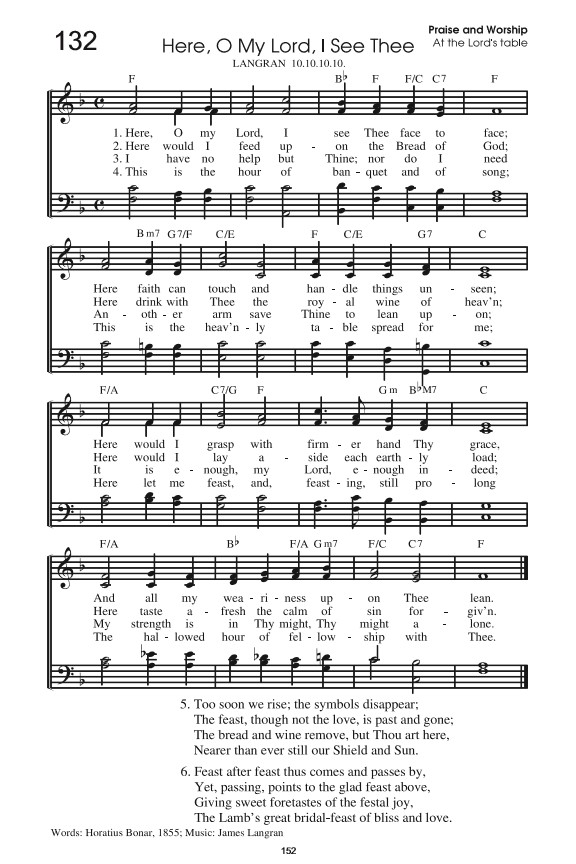 132
Here, O My Lord, I See Thee
Praise and Worship
At the Lord's table
LANGRAN 10.10.10.10.
F B♭ F F/C C7 F
1. Here, O my Lord, I see Thee face to face;
2. Here would I feed up - on the Bread of God;
3. I have no help but Thine; nor do I need
4. This is the hour of ban - quet and of song;
B m7 G7/F C/E F C/E G7 C
Here faith can touch and han - dle things un - seen;
Here drink with Thee the roy - al wine of heav'n;
An - oth - er arm save Thine to lean up - on;
This is the heav'n - ly ta - ble spread for me;
F/A C7/G F G m B♭M7 C
Here would I grasp with firm - er hand Thy grace,
Here would I lay a - side each earth - ly load;
It is e - nough, my Lord, e - nough in - deed;
Here let me feast, and, feast - ing, still pro - long
F/A B♭ F/A G m7 F/C C7 F
And all my wea - ri - ness up - on Thee lean.
Here taste a - fresh the calm of sin for - giv'n.
My strength is in Thy might, Thy might a - lone.
The hal - lowed hour of fel - low - ship with Thee.
5. Too soon we rise; the symbols disappear;
The feast, though not the love, is past and gone;
The bread and wine remove, but Thou art here,
Nearer than ever still our Shield and Sun.
6. Feast after feast thus comes and passes by,
Yet, passing, points to the glad feast above,
Giving sweet foretastes of the festal joy,
The Lamb's great bridal-feast of bliss and love.
Words: Horatius Bonar, 1855; Music: James Langran
152